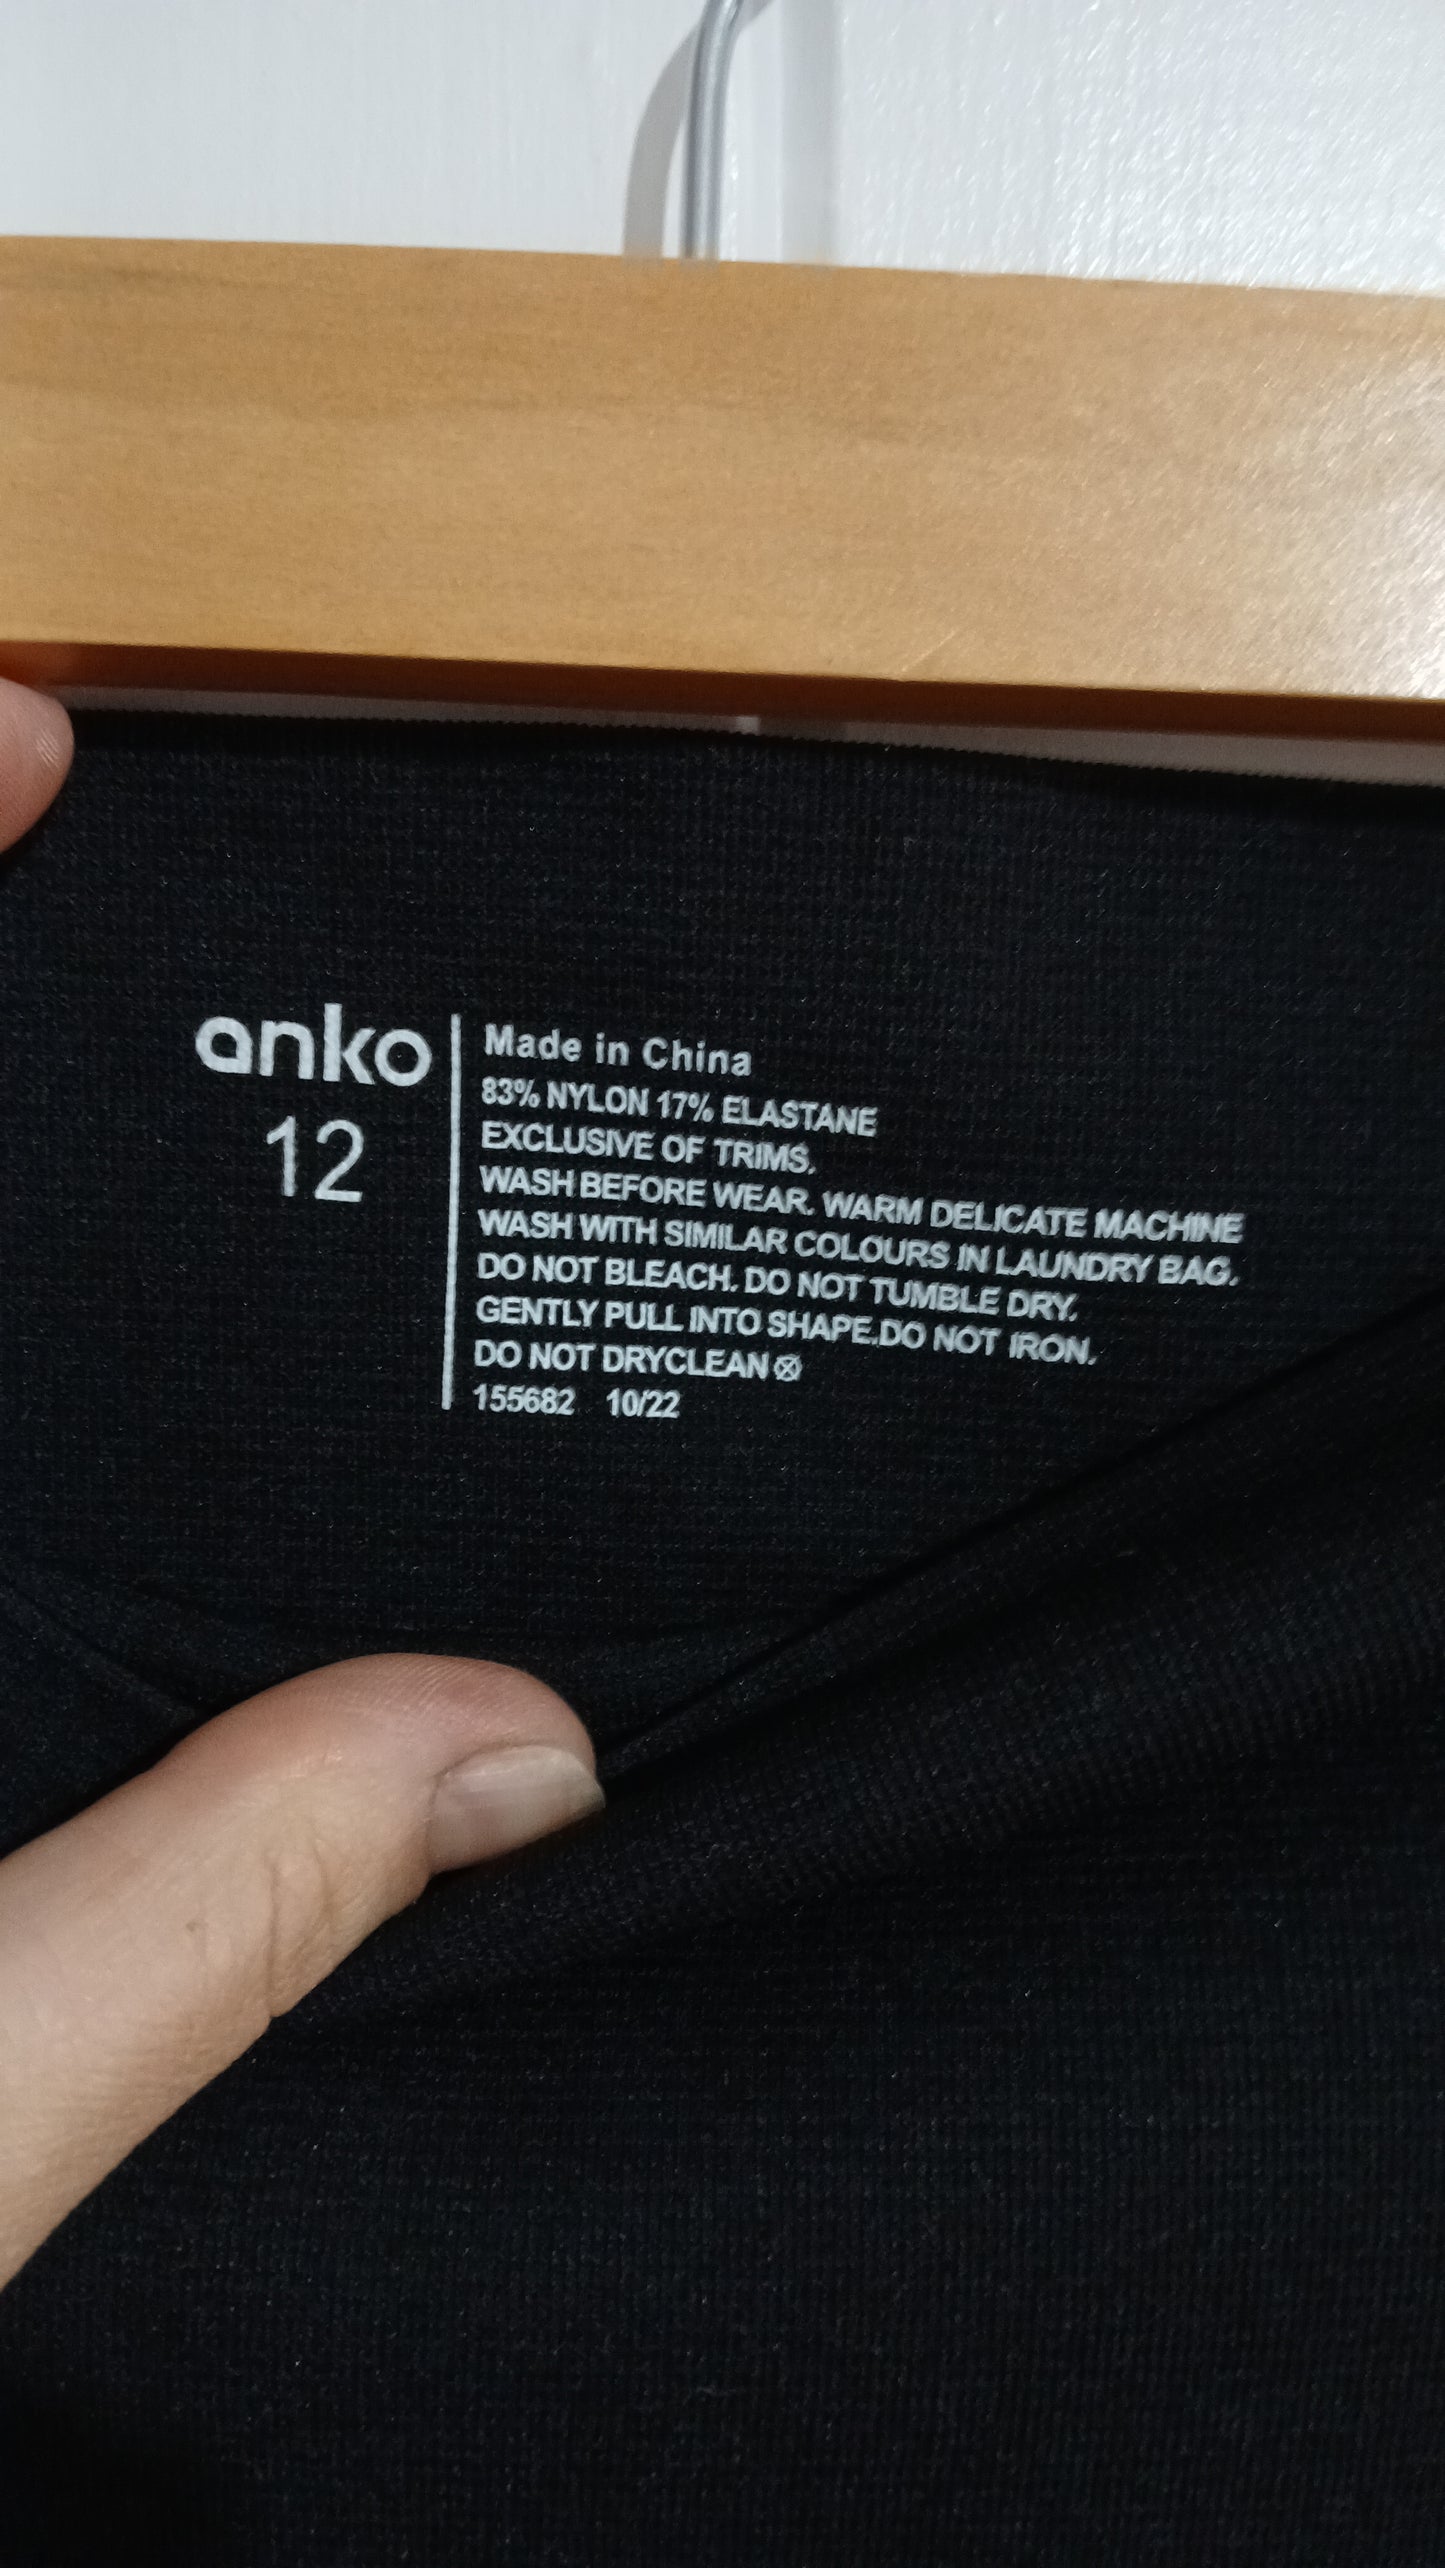 anko
12
Made in China
83% NYLON 17% ELASTANE
EXCLUSIVE OF TRIMS.
WASH BEFORE WEAR. WARM DELICATE MACHINE
WASH WITH SIMILAR COLOURS IN LAUNDRY BAG.
DO NOT BLEACH. DO NOT TUMBLE DRY.
GENTLY PULL INTO SHAPE.DO NOT IRON.
DO NOT DRYCLEAN
155682 10/22